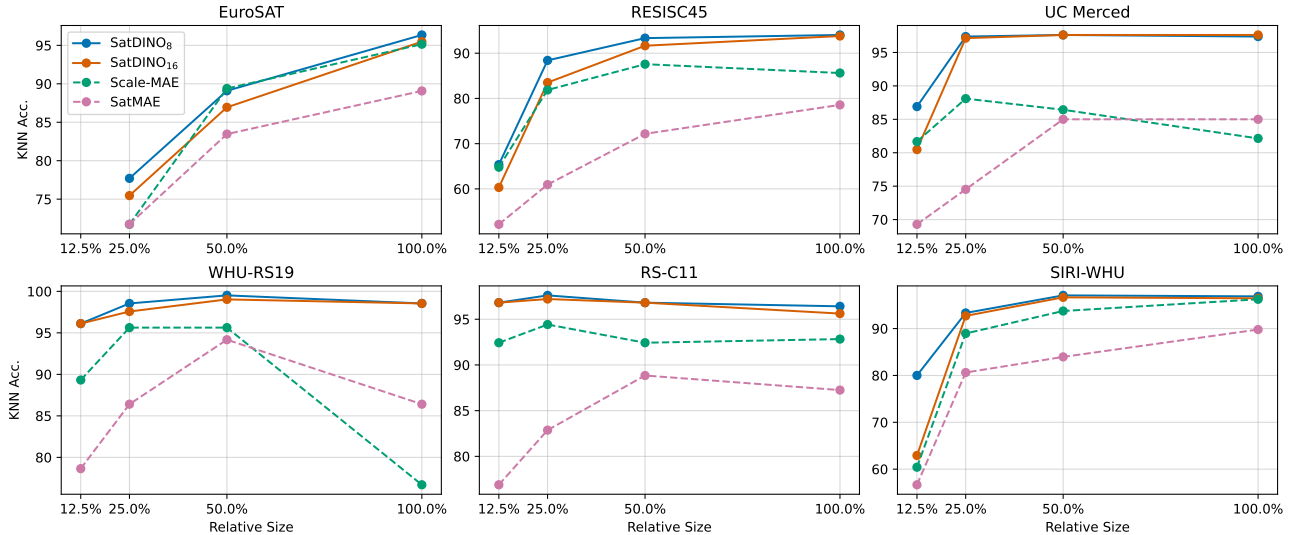 EuroSAT
RESISC45
UC Merced
KNN Acc.
95
90
85
80
75
SatDINO₈
SatDINO₁₆
Scale-MAE
SatMAE
12.5% 25.0% 50.0% 100.0%
90
80
70
60
12.5% 25.0% 50.0% 100.0%
95
90
85
80
75
70
12.5% 25.0% 50.0% 100.0%
WHU-RS19
RS-C11
SIRI-WHU
KNN Acc.
100
95
90
85
80
12.5% 25.0% 50.0% 100.0%
Relative Size
95
90
85
80
12.5% 25.0% 50.0% 100.0%
Relative Size
90
80
70
60
12.5% 25.0% 50.0% 100.0%
Relative Size